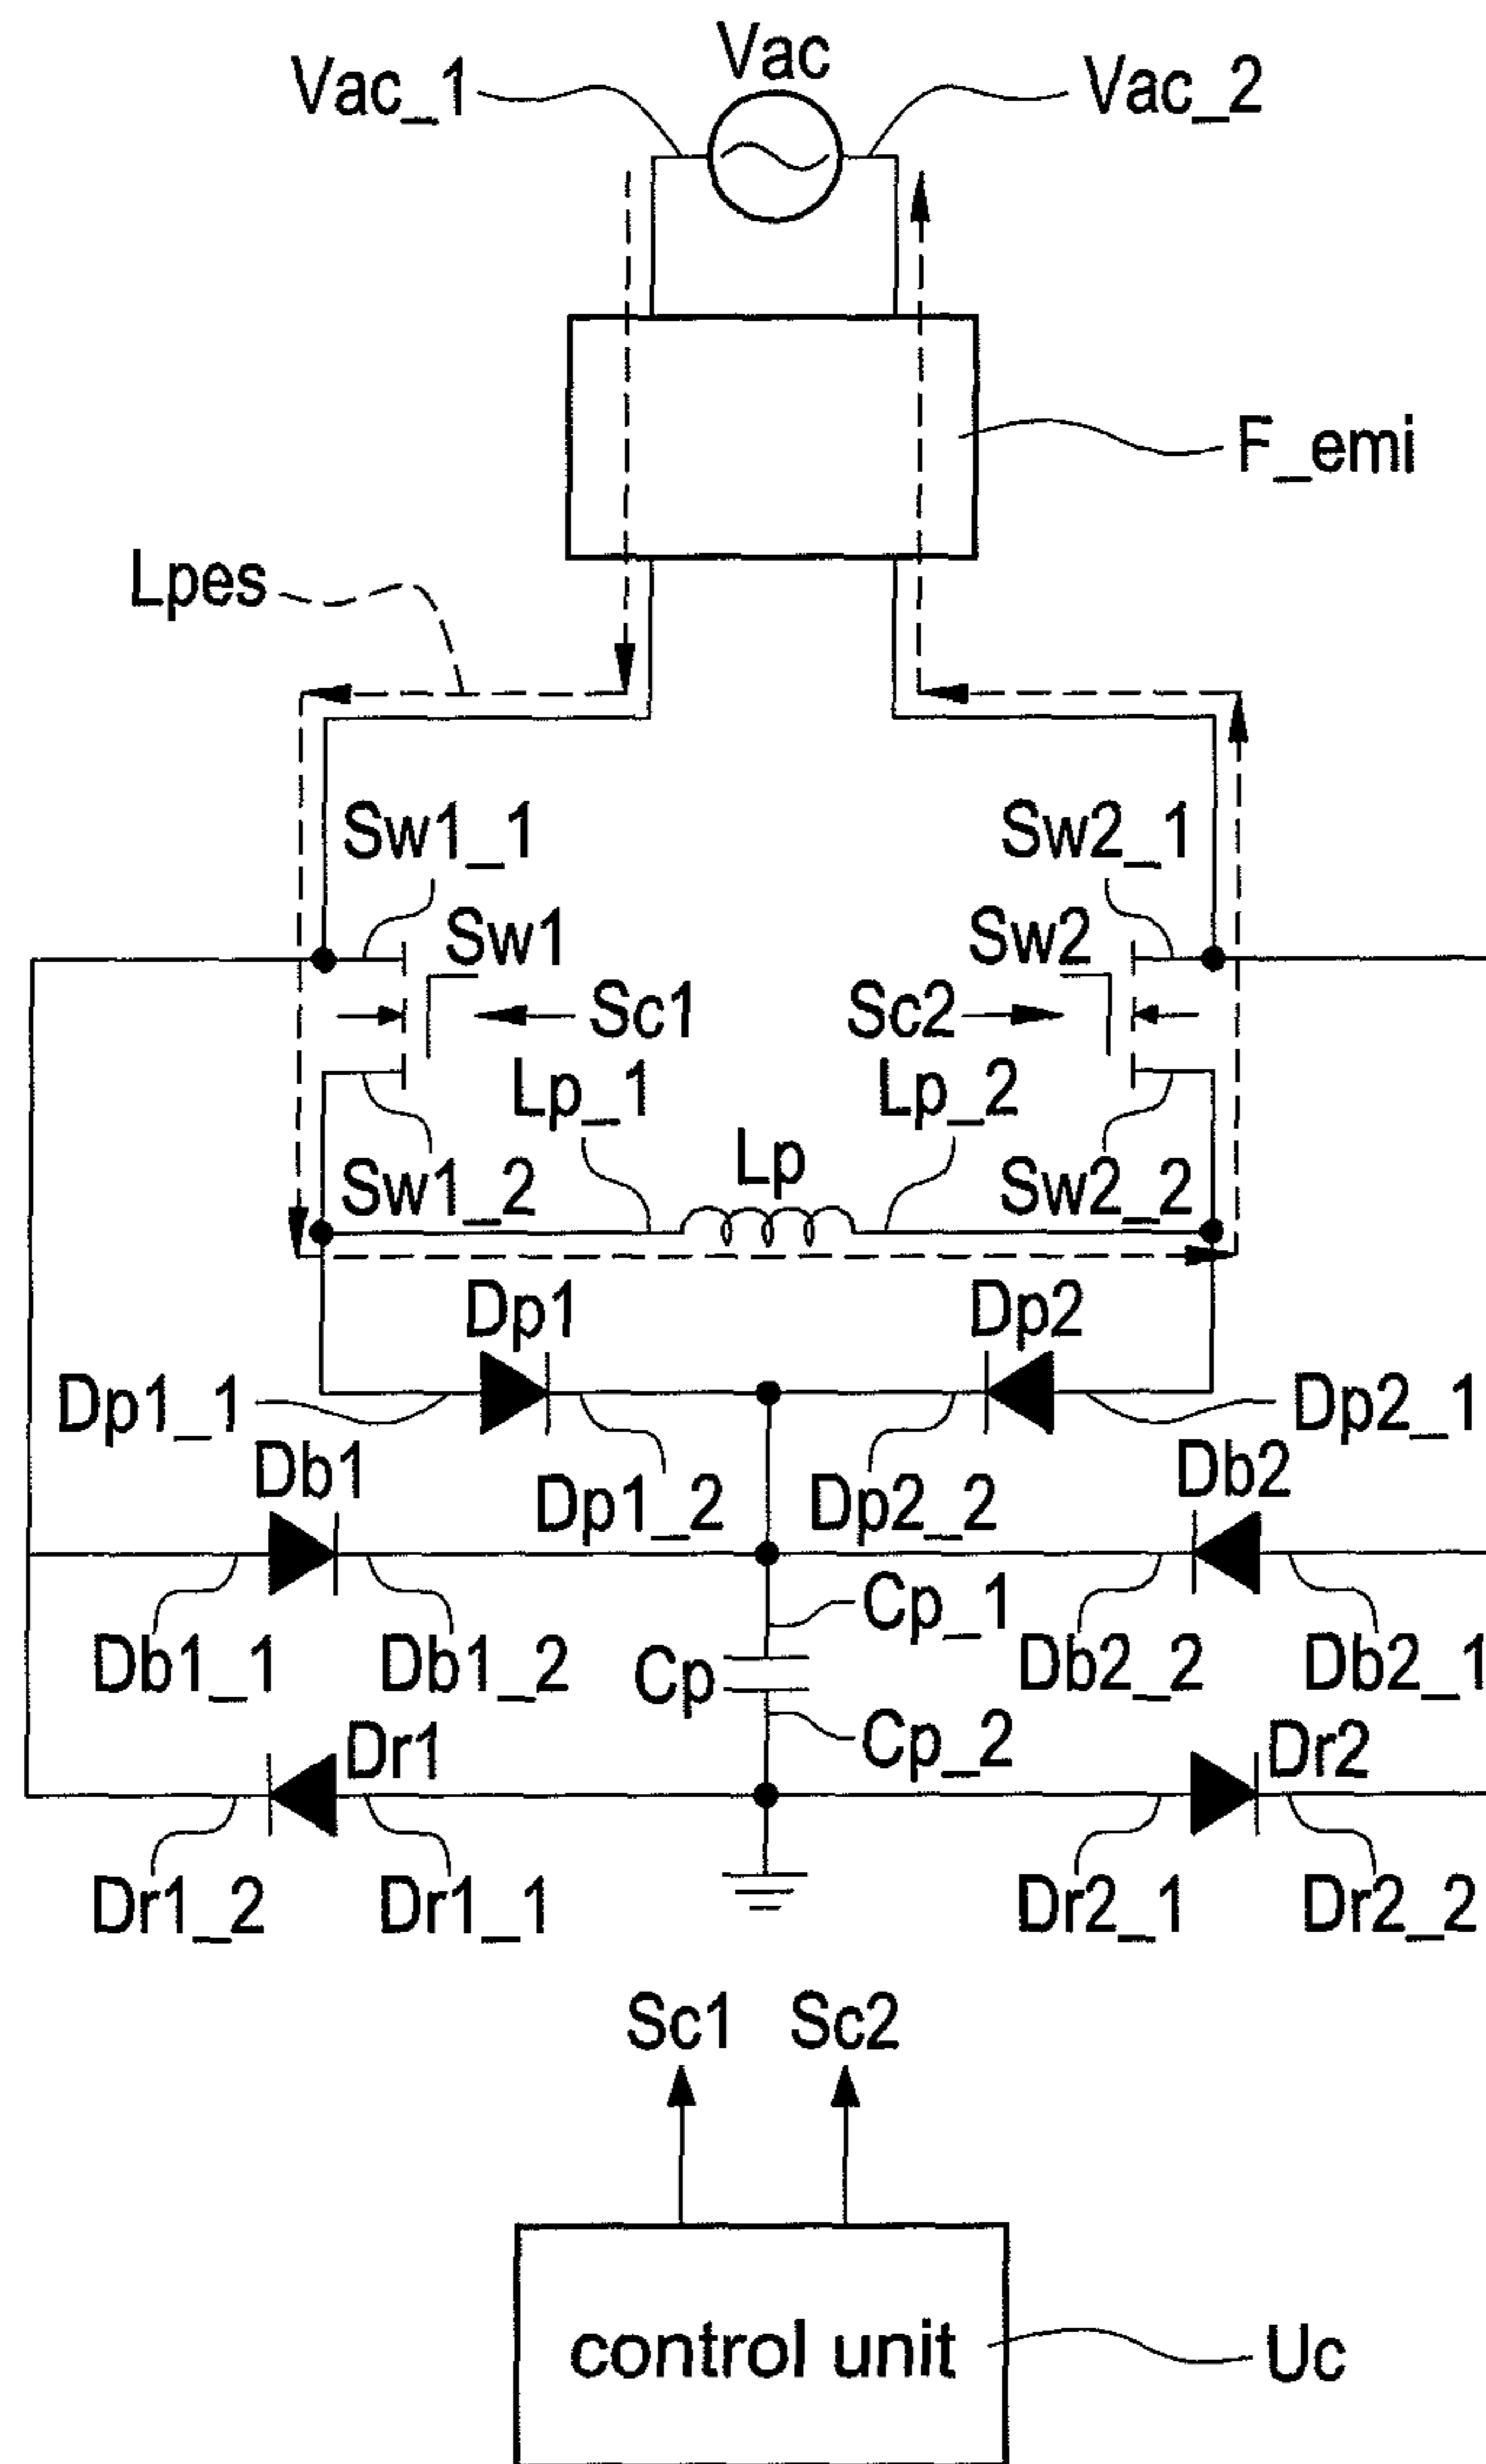 Vac
Vac_1
Vac_2
F_emi
Lpes
Sw1_1
Sw2_1
Sw1
Sw2
Sc1
Sc2
Lp_1
Lp_2
Lp
Sw1_2
Sw2_2
Dp1
Dp2
Dp1_1
Dp2_1
Db1
Db2
Dp1_2
Dp2_2
Cp_1
Db1_1
Db1_2
Cp
Db2_2
Db2_1
Cp_2
Dr1
Dr2
Dr1_2
Dr1_1
Dr2_1
Dr2_2
Sc1
Sc2
control unit
Uc